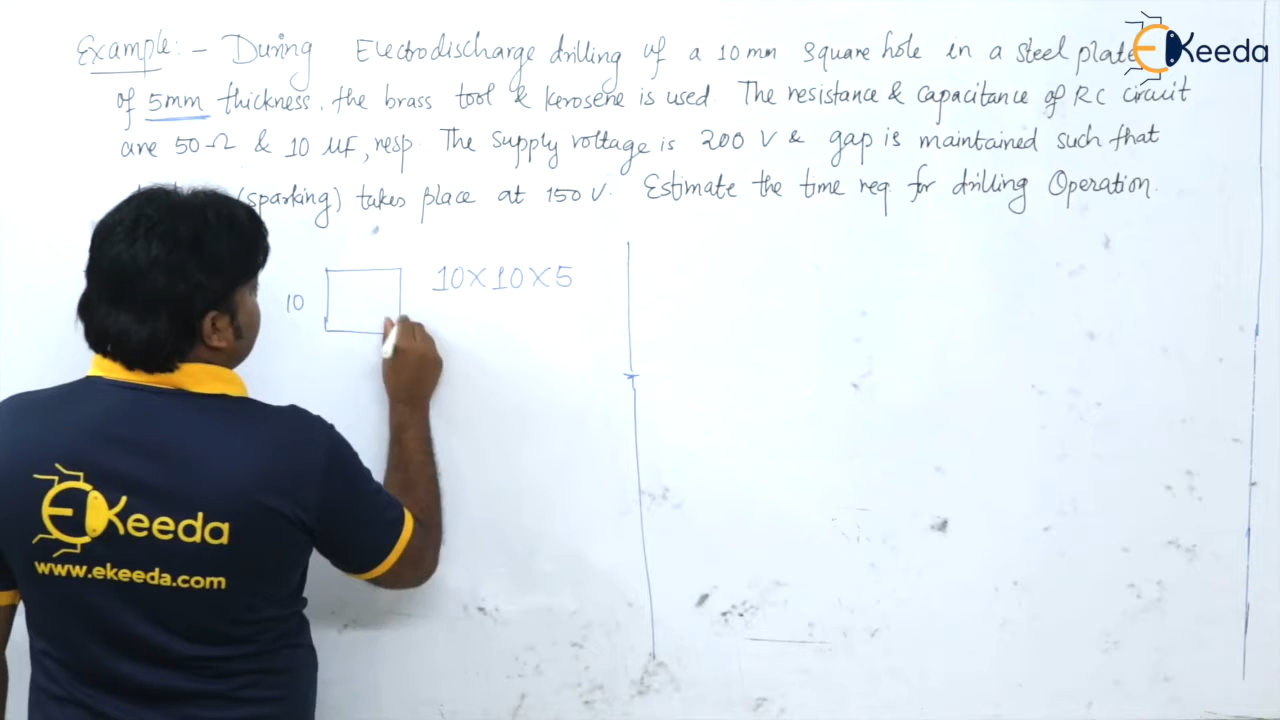 Example:- During Electrodischarge drilling of a 10 mm square hole in a steel plate
of 5mm thickness. the brass tool & kerosene is used. The resistance & capacitance of RC circuit
are 50 Ω & 10 μF, resp. The supply voltage is 200 V & gap is maintained such that
(sparking) takes place at 150 V. Estimate the time req for drilling Operation.
10
10×10×5
EKeeda
EKeeda
www.ekeeda.com